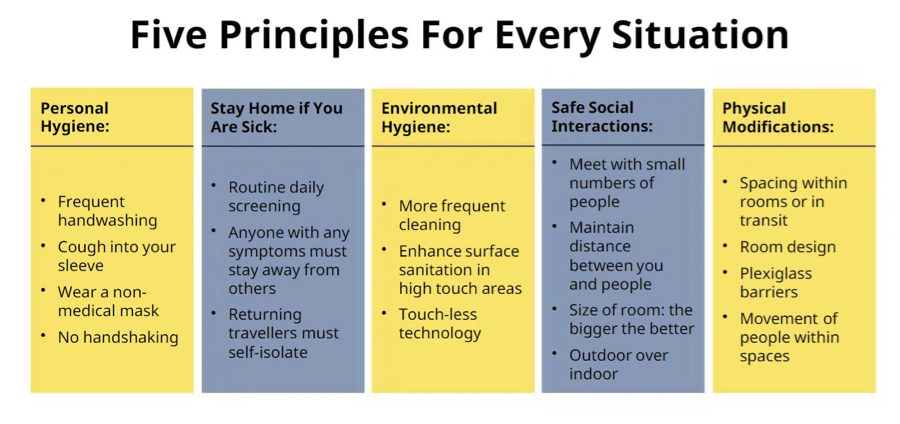 Five Principles For Every Situation
Personal
Hygiene:
• Frequent
handwashing
• Cough into your
sleeve
• Wear a non-
medical mask
• No handshaking
Stay Home if You
Are Sick:
• Routine daily
screening
• Anyone with any
symptoms must
stay away from
others
• Returning
travellers must
self-isolate
Environmental
Hygiene:
• More frequent
cleaning
• Enhance surface
sanitation in
high touch areas
• Touch-less
technology
Safe Social
Interactions:
• Meet with small
numbers of
people
• Maintain
distance
between you
and people
• Size of room: the
bigger the better
• Outdoor over
indoor
Physical
Modifications:
• Spacing within
rooms or in
transit
• Room design
• Plexiglass
barriers
• Movement of
people within
spaces